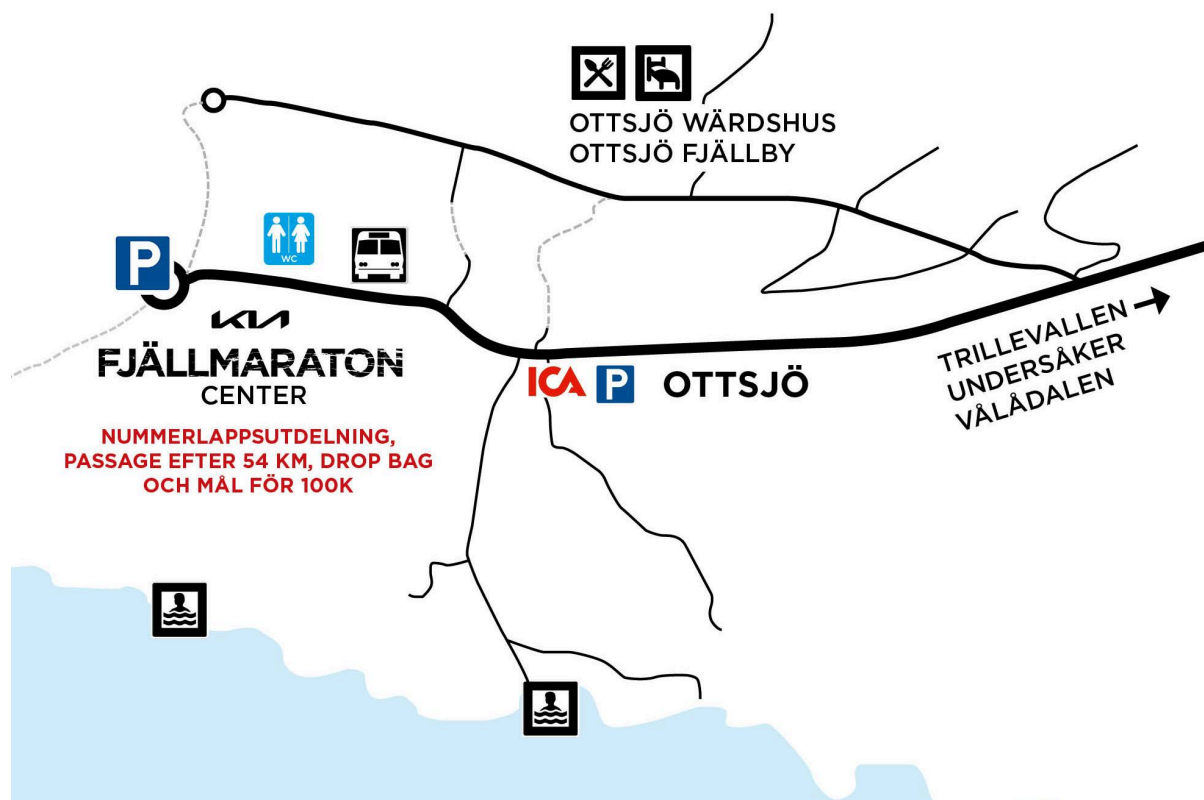 OTTSJÖ WÄRDSHUS
OTTSJÖ FJÄLLBY
WC
P
KIA
FJÄLLMARATON
CENTER
NUMMERLAPPSUTDELNING,
PASSAGE EFTER 54 KM, DROP BAG
OCH MÅL FÖR 100K
ICA P OTTSJÖ
TRILLEVALLEN →
UNDERSÅKER
VÅLÅDALEN